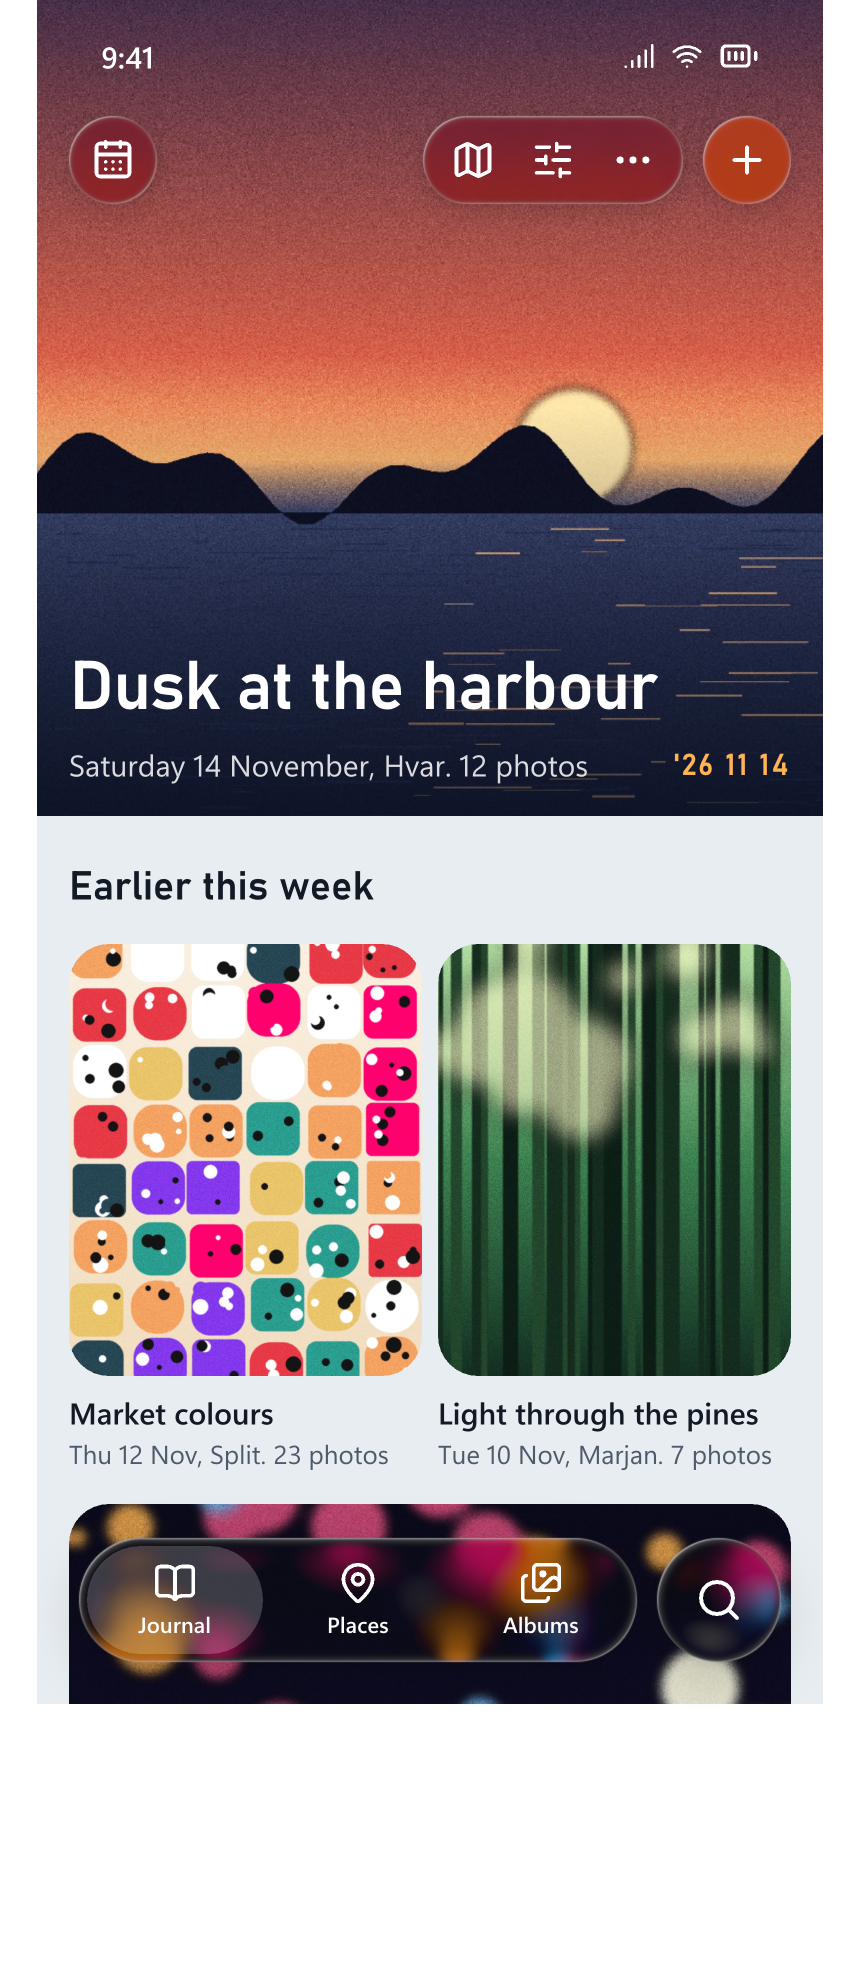 9:41
Dusk at the harbour
Saturday 14 November, Hvar. 12 photos
'26 11 14
Earlier this week
Market colours
Thu 12 Nov, Split. 23 photos
Light through the pines
Tue 10 Nov, Marjan. 7 photos
Journal
Places
Albums